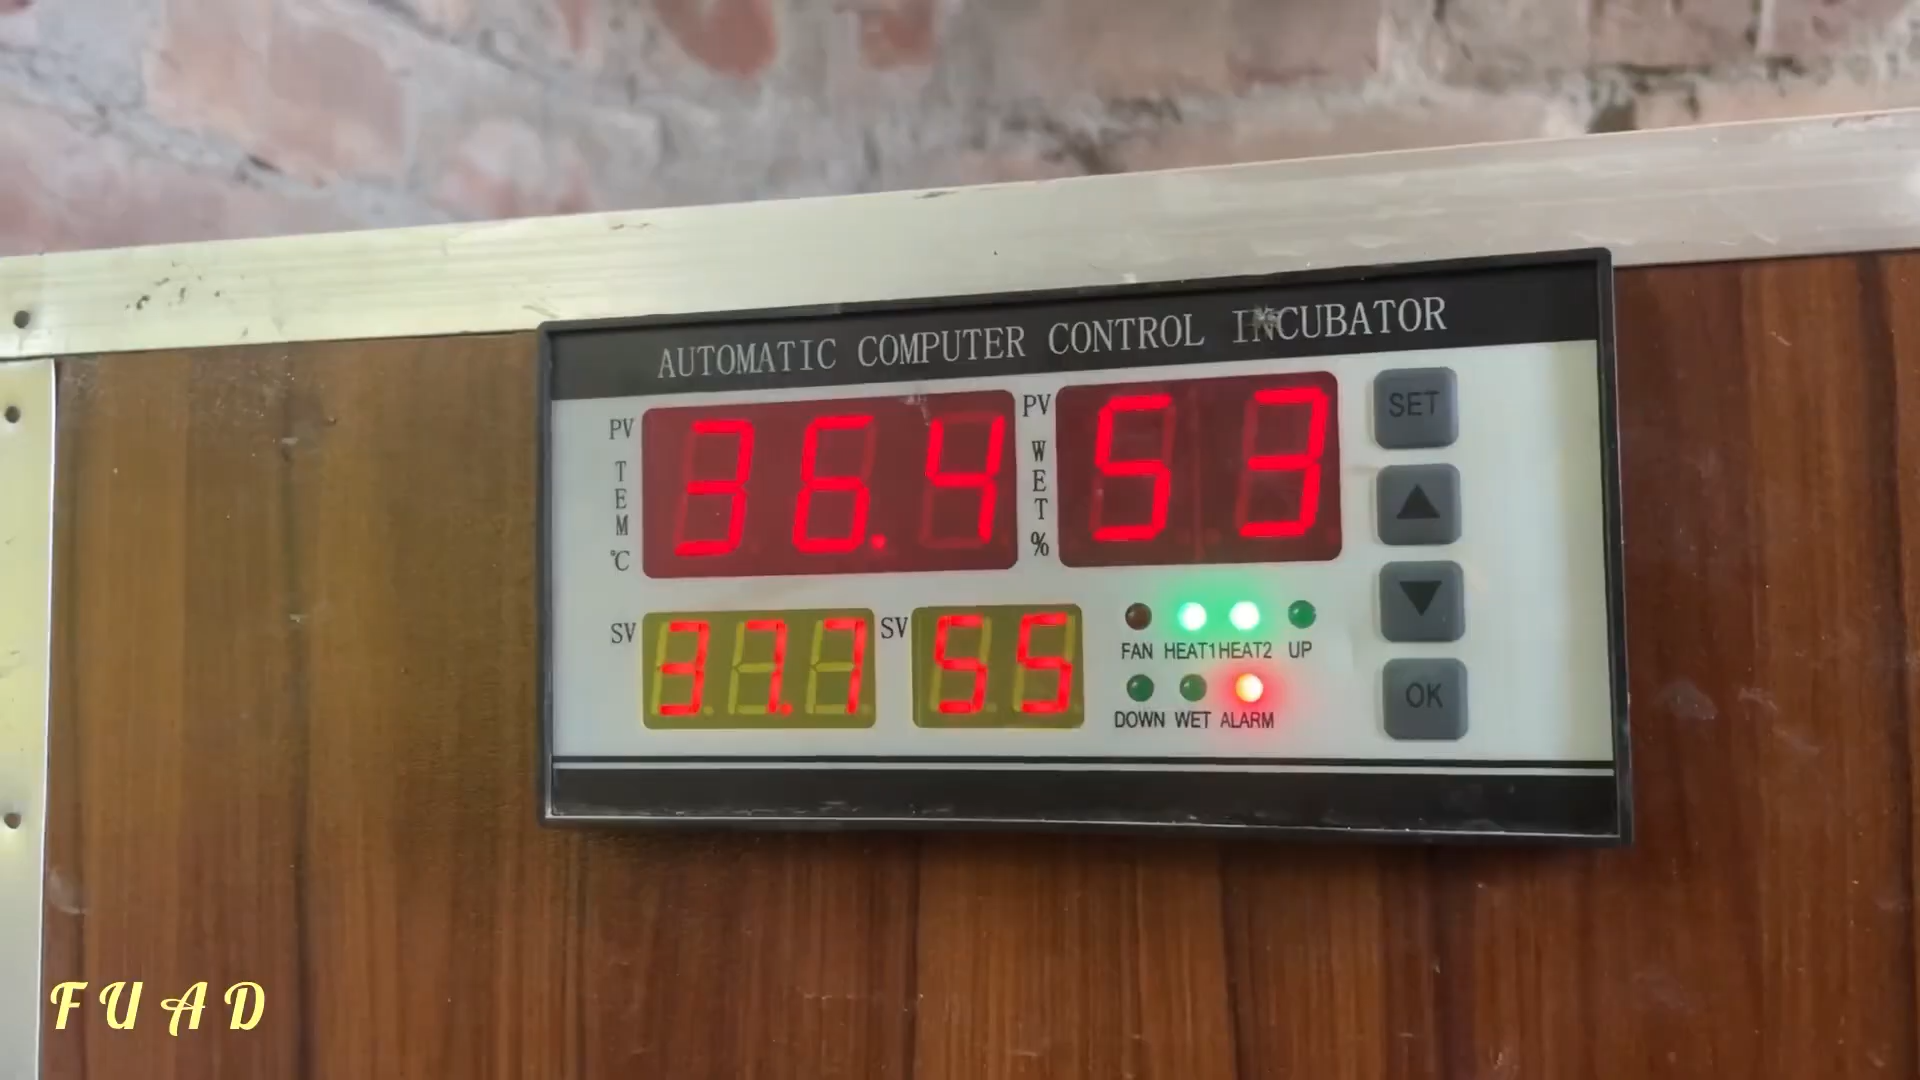 AUTOMATIC COMPUTER CONTROL INCUBATOR
PV TEM °C
36.4
PV WET %
53
SET
SV
37.7
SV
55
FAN HEAT1 HEAT2 UP
DOWN WET ALARM
OK
FUAD